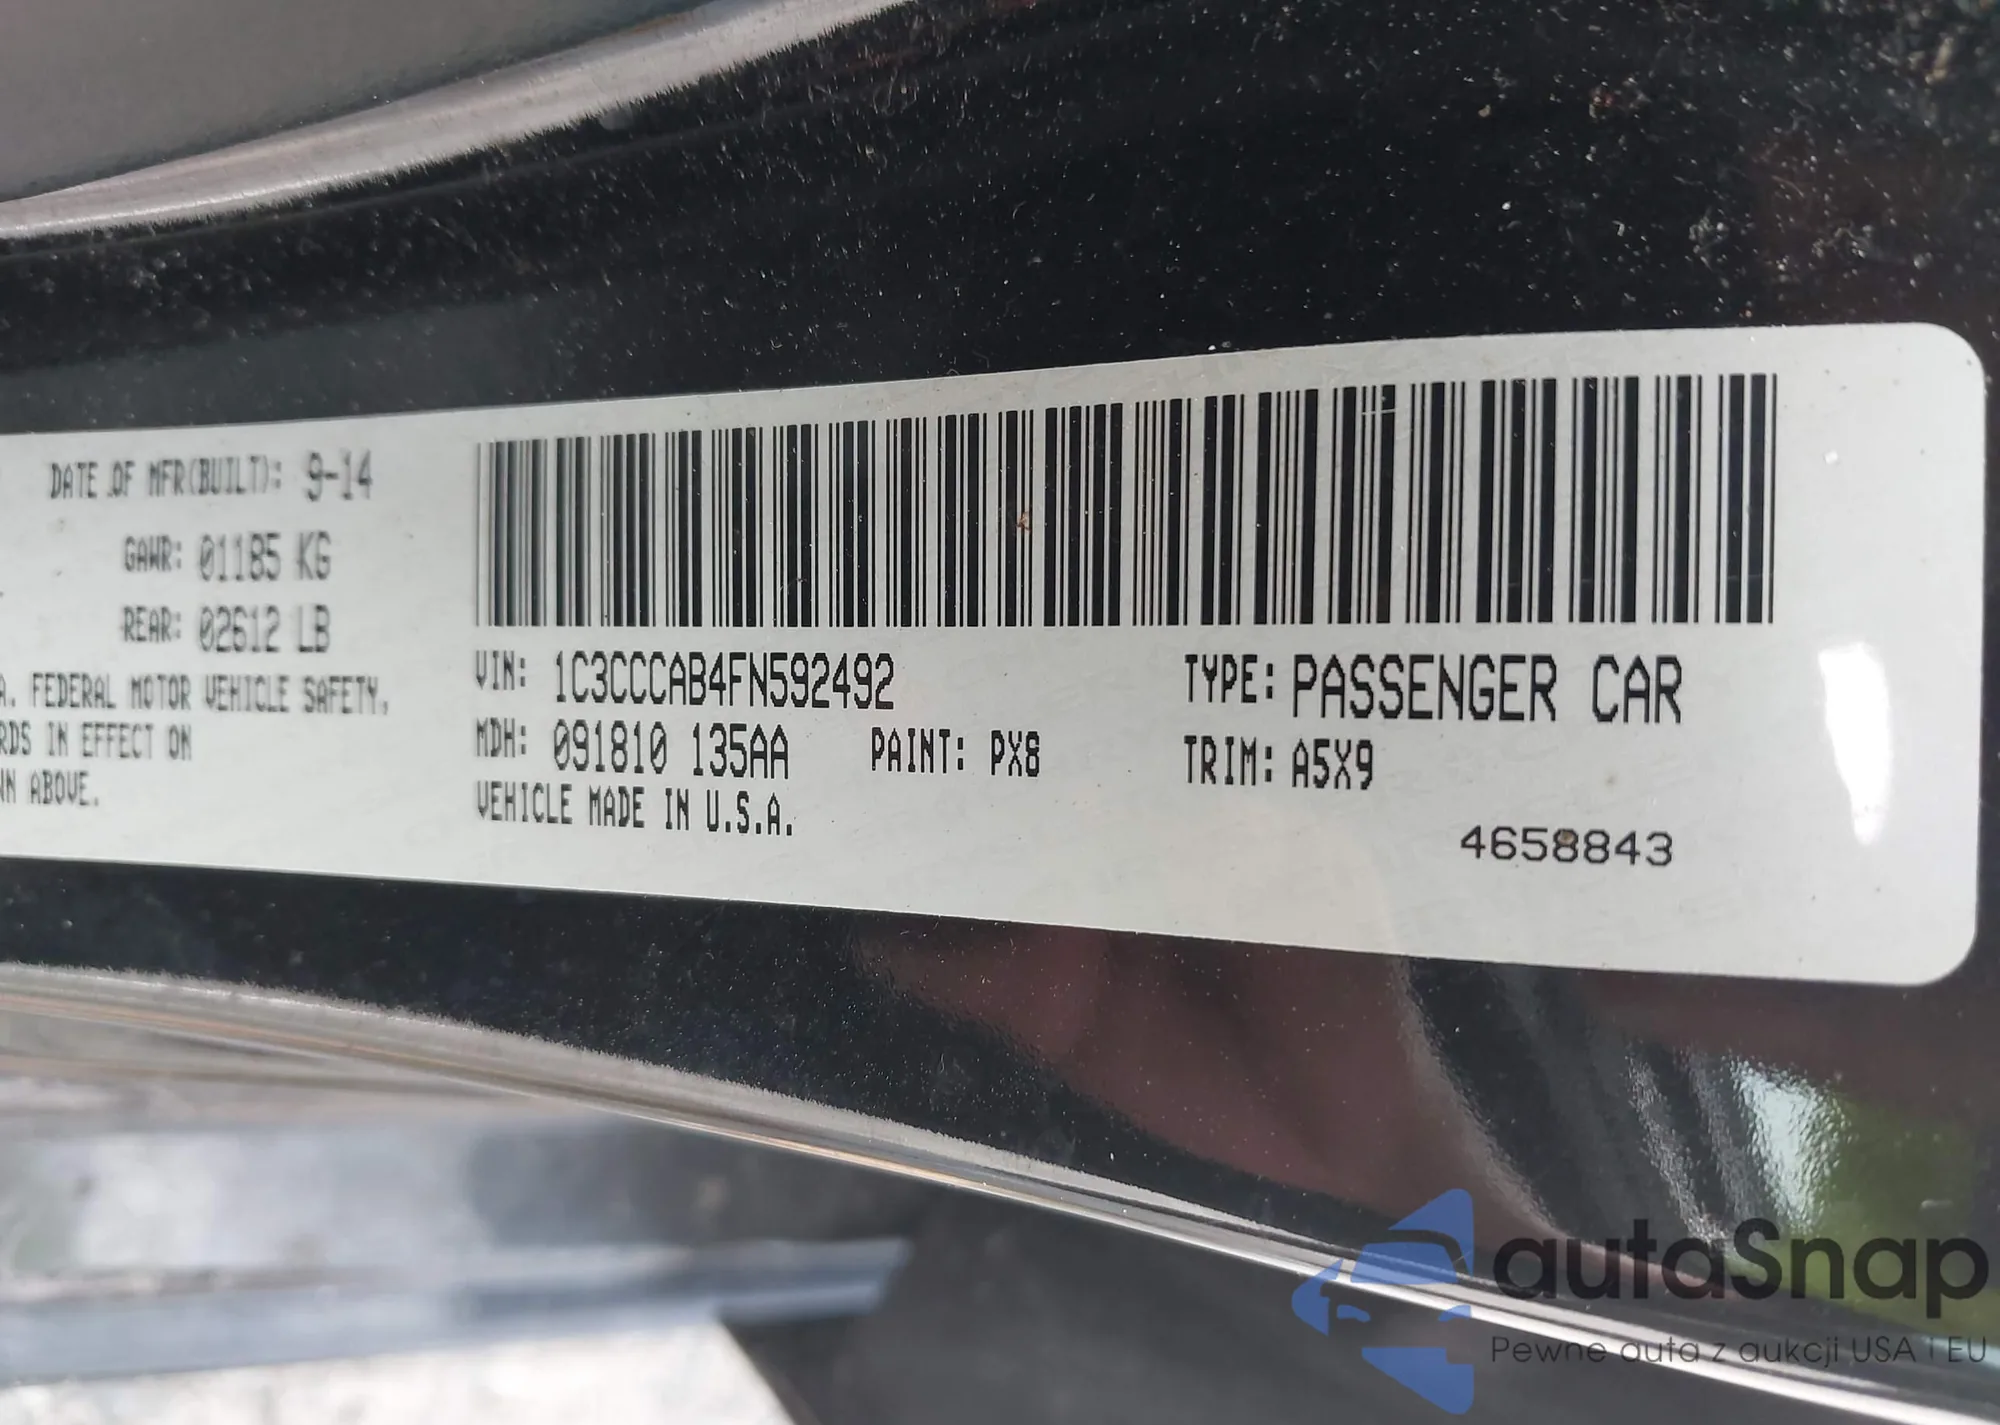 DATE OF MFR(BUILT): 9-14
GAWR: 01185 KG
REAR: 02612 LB
A. FEDERAL MOTOR VEHICLE SAFETY,
RDS IN EFFECT ON
WN ABOVE.
VIN: 1C3CCCAB4FN592492
TYPE: PASSENGER CAR
MDH: 091810 135AA
PAINT: PX8
TRIM: A5X9
VEHICLE MADE IN U.S.A.
4658843
autoSnap
Pewne auta z aukcji USA i EU